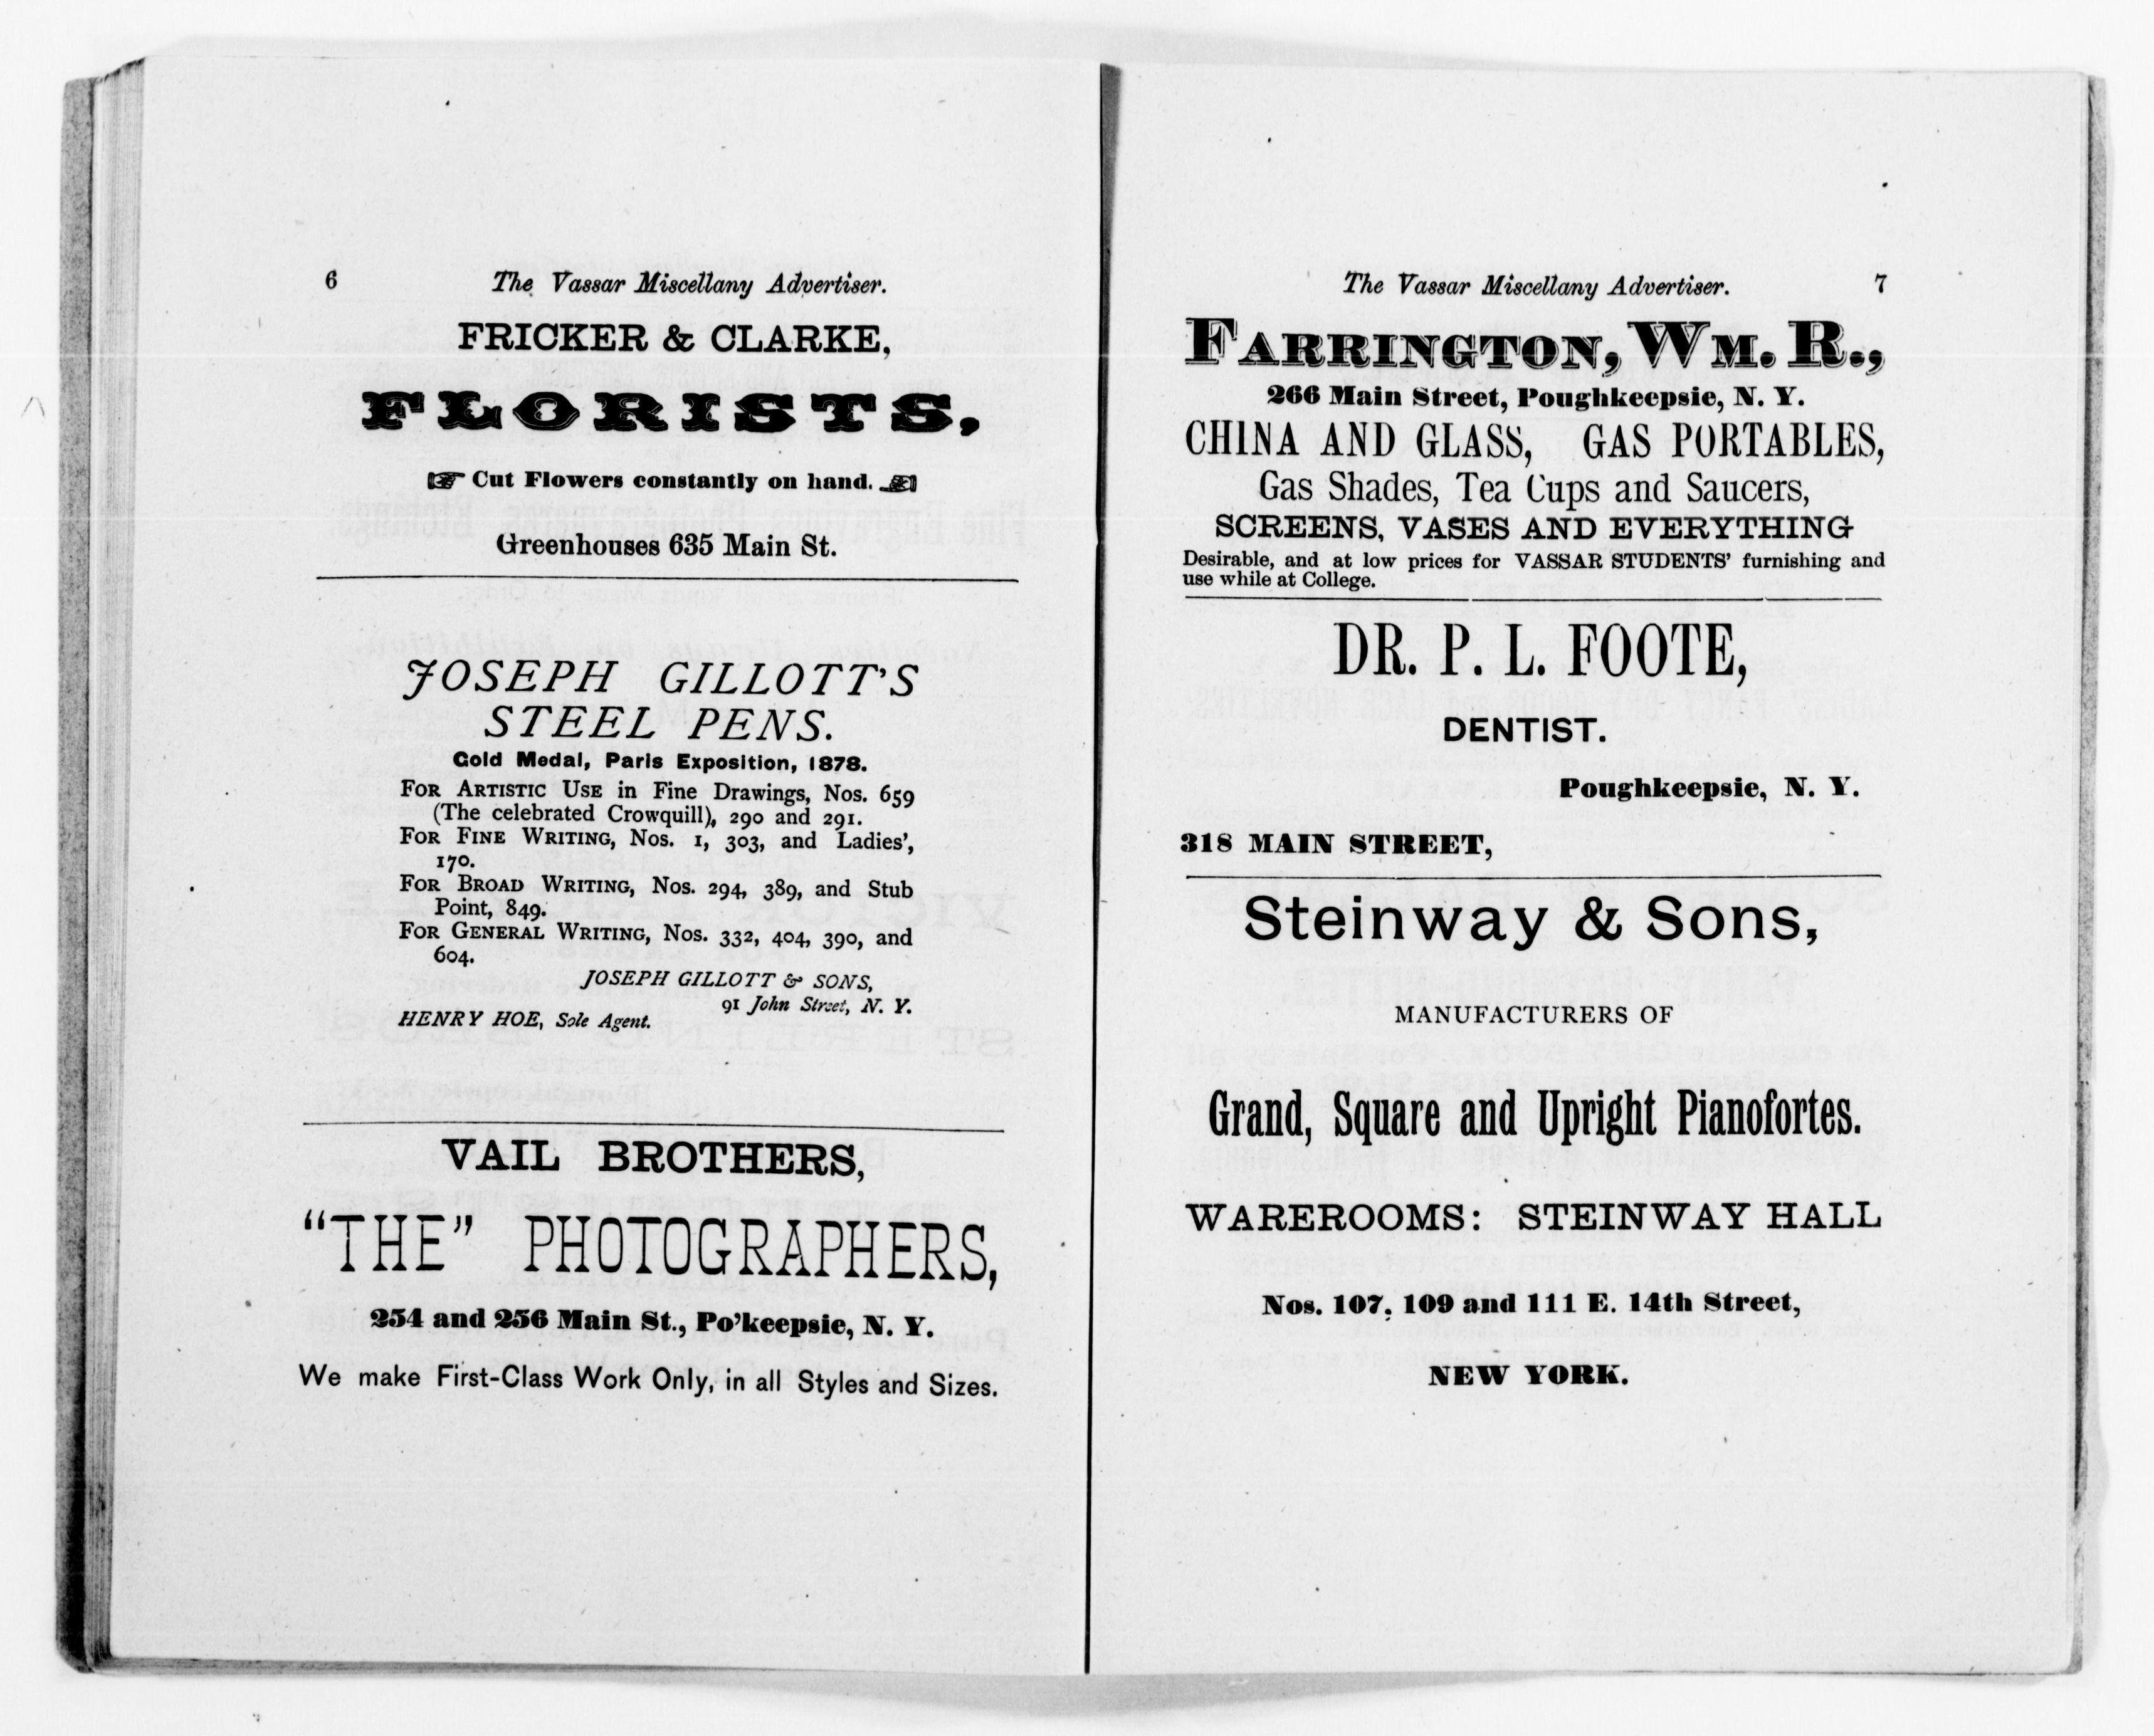 6 The Vassar Miscellany Advertiser.
FRICKER & CLARKE,
FLORISTS,
☞ Cut Flowers constantly on hand. ☜
Greenhouses 635 Main St.
JOSEPH GILLOTT'S
STEEL PENS.
Gold Medal, Paris Exposition, 1878.
FOR ARTISTIC USE in Fine Drawings, Nos. 659
(The celebrated Crowquill), 290 and 291.
FOR FINE WRITING, Nos. 1, 303, and Ladies',
170.
FOR BROAD WRITING, Nos. 294, 389, and Stub
Point, 849.
FOR GENERAL WRITING, Nos. 332, 404, 390, and
604.
JOSEPH GILLOTT & SONS,
91 John Street, N. Y.
HENRY HOE, Sole Agent.
VAIL BROTHERS,
“THE” PHOTOGRAPHERS,
254 and 256 Main St., Po'keepsie, N. Y.
We make First-Class Work Only, in all Styles and Sizes.
The Vassar Miscellany Advertiser. 7
FARRINGTON, WM. R.,
266 Main Street, Poughkeepsie, N. Y.
CHINA AND GLASS, GAS PORTABLES,
Gas Shades, Tea Cups and Saucers,
SCREENS, VASES AND EVERYTHING
Desirable, and at low prices for VASSAR STUDENTS' furnishing and
use while at College.
DR. P. L. FOOTE,
DENTIST.
Poughkeepsie, N. Y.
318 MAIN STREET,
Steinway & Sons,
MANUFACTURERS OF
Grand, Square and Upright Pianofortes.
WAREROOMS: STEINWAY HALL
Nos. 107, 109 and 111 E. 14th Street,
NEW YORK.